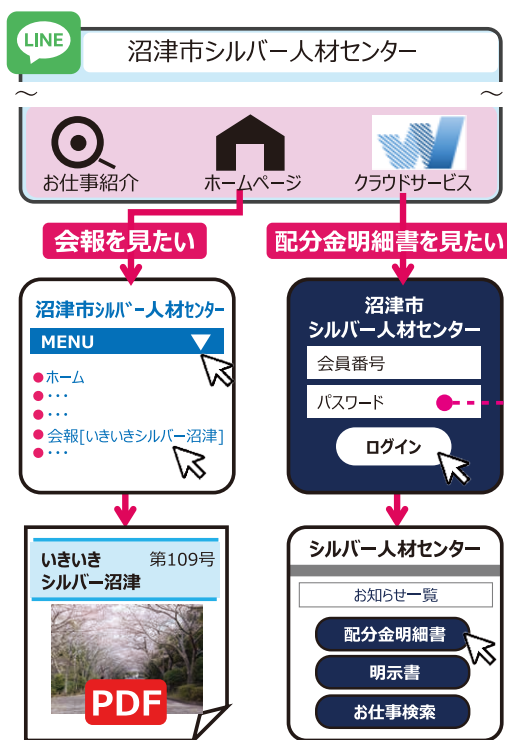 LINE
沼津市シルバー人材センター
お仕事紹介
ホームページ
クラウドサービス
会報を見たい
配分金明細書を見たい
沼津市シルバー人材センター
MENU
ホーム
・・・
・・・
会報[いきいきシルバー沼津]
・・・
沼津市
シルバー人材センター
会員番号
パスワード
ログイン
いきいき 第109号
シルバー沼津
PDF
シルバー人材センター
お知らせ一覧
配分金明細書
明示書
お仕事検索